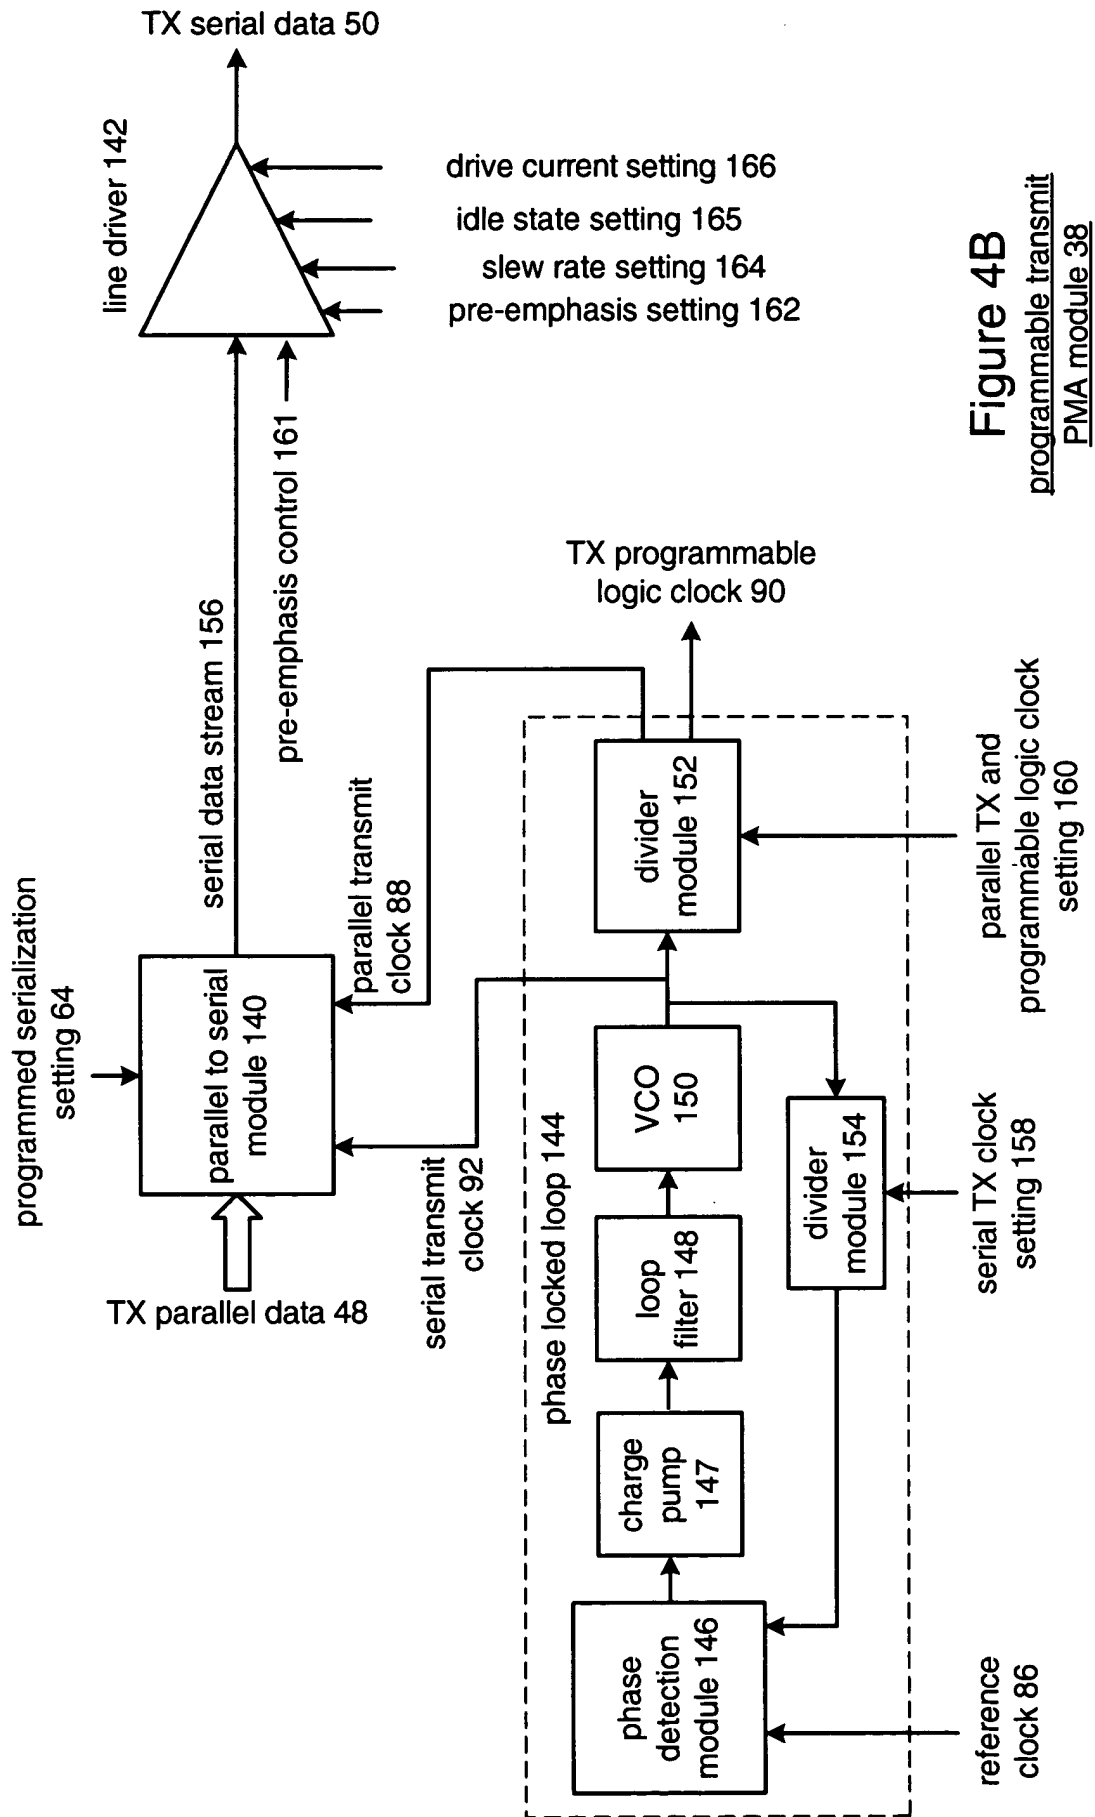 TX serial data 50
line driver 142
drive current setting 166
idle state setting 165
slew rate setting 164
pre-emphasis setting 162
serial data stream 156
pre-emphasis control 161
programmed serialization
setting 64
parallel to serial
module 140
TX parallel data 48
parallel transmit
clock 88
serial transmit
clock 92
TX programmable
logic clock 90
phase locked loop 144
phase
detection
module 146
charge
pump
147
loop
filter 148
VCO
150
divider
module 152
divider
module 154
reference
clock 86
serial TX clock
setting 158
parallel TX and
programmable logic clock
setting 160
Figure 4B
programmable transmit
PMA module 38